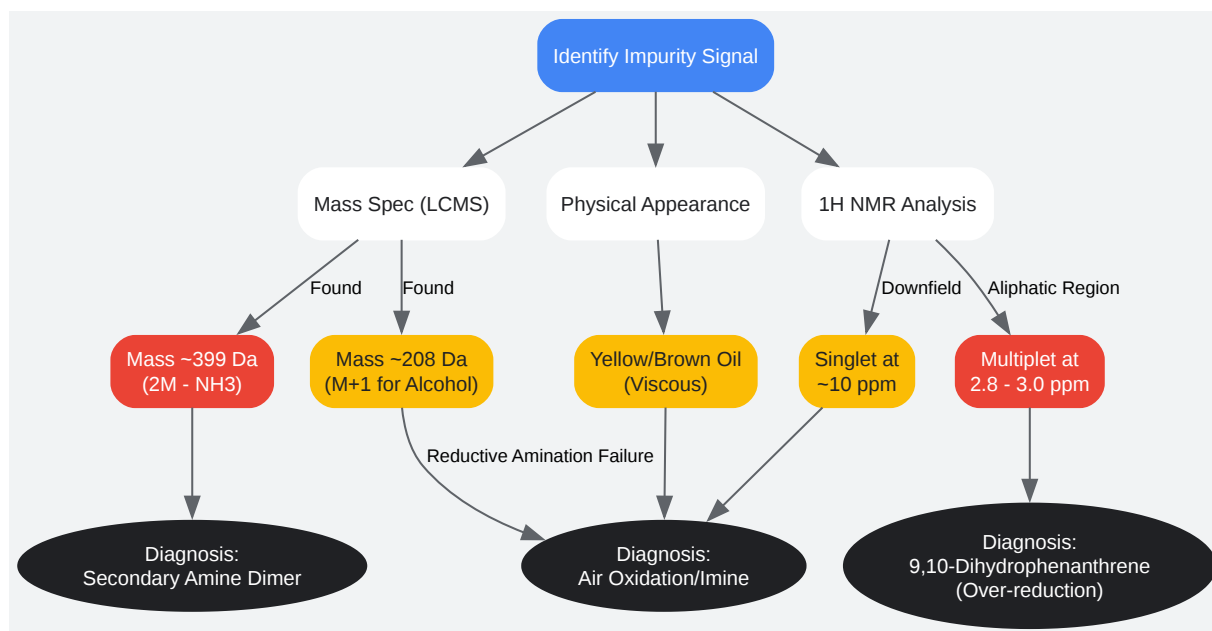 Identify Impurity Signal
Mass Spec (LCMS)
Physical Appearance
1H NMR Analysis
Found
Found
Downfield
Aliphatic Region
Mass ~399 Da
(2M - NH3)
Mass ~208 Da
(M+1 for Alcohol)
Yellow/Brown Oil
(Viscous)
Singlet at
~10 ppm
Multiplet at
2.8 - 3.0 ppm
Reductive Amination Failure
Diagnosis:
Secondary Amine Dimer
Diagnosis:
Air Oxidation/Imine
Diagnosis:
9,10-Dihydrophenanthrene
(Over-reduction)